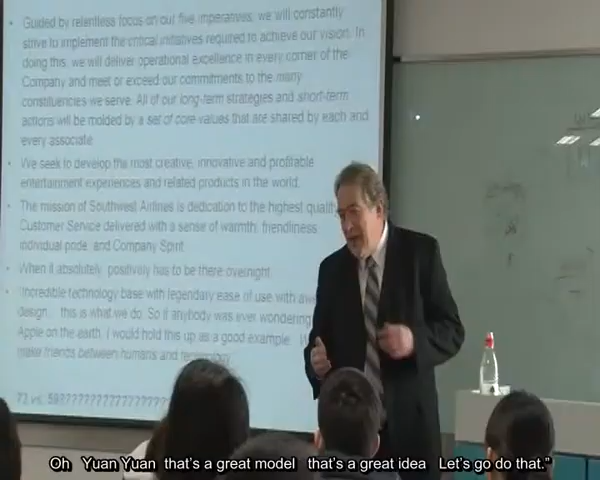 Guided by relentless focus on our five imperatives, we will constantly
strive to implement the critical initiatives required to achieve our vision. In
doing this, we will deliver operational excellence in every corner of the
Company and meet or exceed our commitments to the many
constituencies we serve. All of our long-term strategies and short-term
actions will be molded by a set of core values that are shared by each and
every associate.
We seek to develop the most creative, innovative and profitable
entertainment experiences and related products in the world.
The mission of Southwest Airlines is dedication to the highest quality
Customer Service delivered with a sense of warmth, friendliness
individual pride, and Company Spirit
When it absolutely, positively has to be there overnight
Incredible technology base with legendary ease of use with
design.... this is what we do. So if anybody was ever wondering
Apple on the earth, I would hold this up as a good example.
make friends between humans and technology
?? vs. 59?????????????????
Oh Yuan Yuan that's a great model that's a great idea Let's go do that."